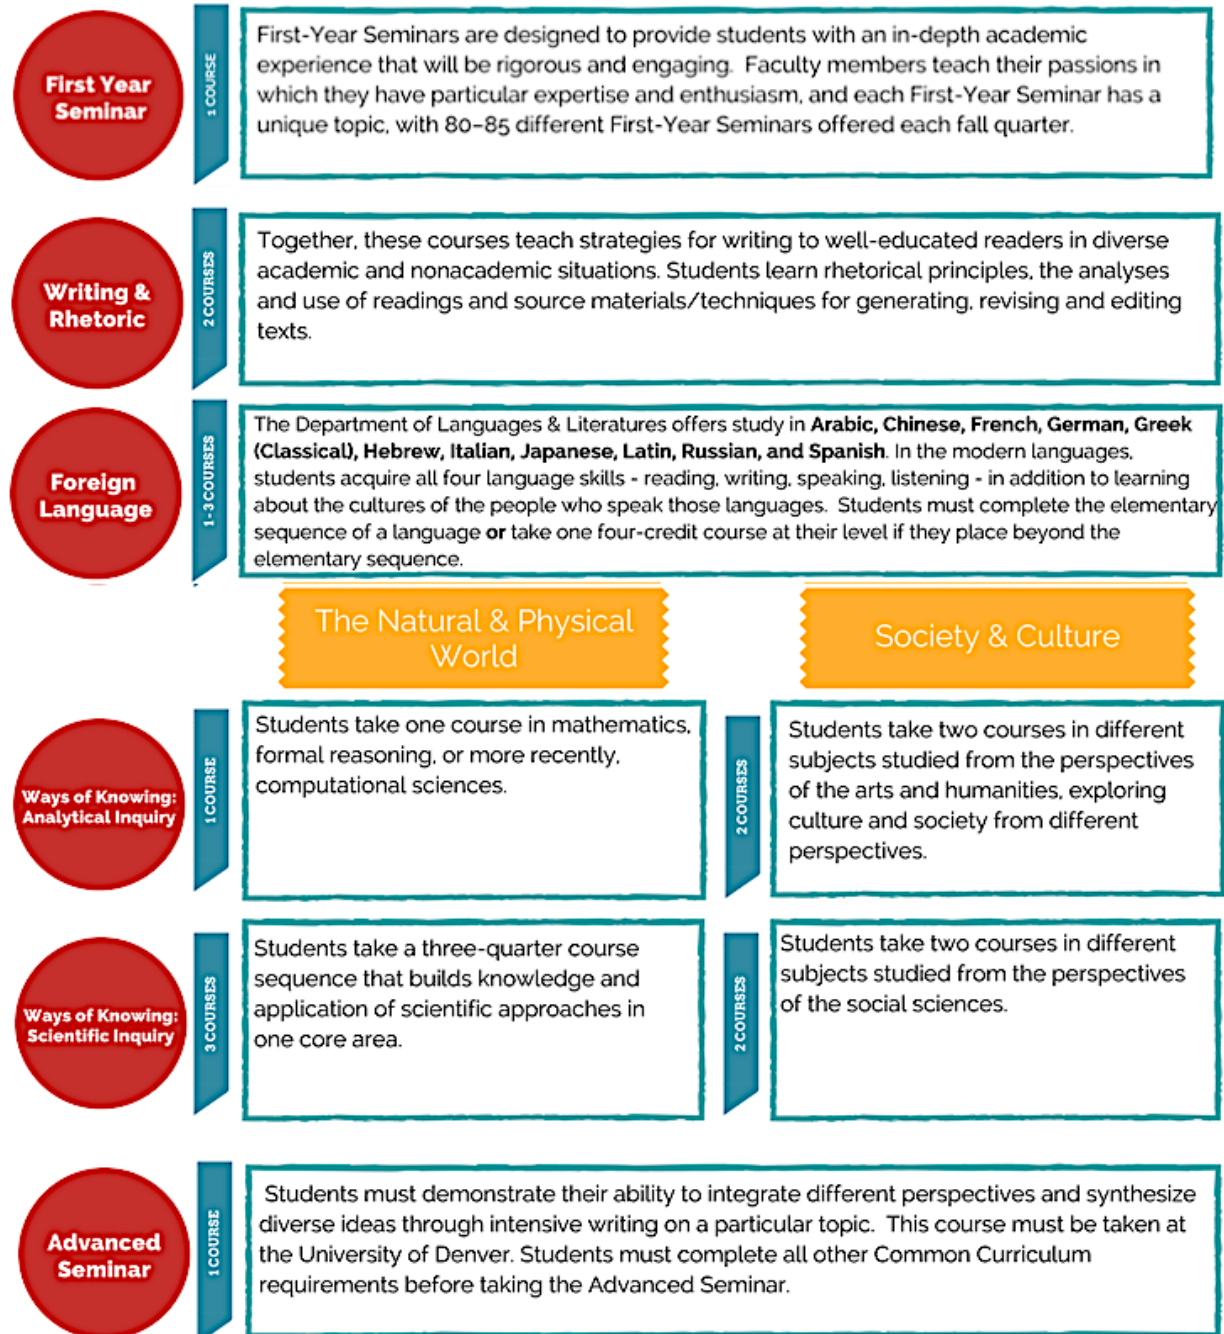 First Year
Seminar
1 COURSE
First-Year Seminars are designed to provide students with an in-depth academic
experience that will be rigorous and engaging. Faculty members teach their passions in
which they have particular expertise and enthusiasm, and each First-Year Seminar has a
unique topic, with 80-85 different First-Year Seminars offered each fall quarter.
Writing &
Rhetoric
2 COURSES
Together, these courses teach strategies for writing to well-educated readers in diverse
academic and nonacademic situations. Students learn rhetorical principles, the analyses
and use of readings and source materials/techniques for generating, revising and editing
texts.
Foreign
Language
1-3 COURSES
The Department of Languages & Literatures offers study in Arabic, Chinese, French, German, Greek
(Classical), Hebrew, Italian, Japanese, Latin, Russian, and Spanish. In the modern languages,
students acquire all four language skills - reading, writing, speaking, listening - in addition to learning
about the cultures of the people who speak those languages. Students must complete the elementary
sequence of a language or take one four-credit course at their level if they place beyond the
elementary sequence.
The Natural & Physical
World
Society & Culture
Ways of Knowing:
Analytical Inquiry
1 COURSE
Students take one course in mathematics,
formal reasoning, or more recently,
computational sciences.
2 COURSES
Students take two courses in different
subjects studied from the perspectives
of the arts and humanities, exploring
culture and society from different
perspectives.
Ways of Knowing:
Scientific Inquiry
3 COURSES
Students take a three-quarter course
sequence that builds knowledge and
application of scientific approaches in
one core area.
2 COURSES
Students take two courses in different
subjects studied from the perspectives
of the social sciences.
Advanced
Seminar
1 COURSE
Students must demonstrate their ability to integrate different perspectives and synthesize
diverse ideas through intensive writing on a particular topic. This course must be taken at
the University of Denver. Students must complete all other Common Curriculum
requirements before taking the Advanced Seminar.